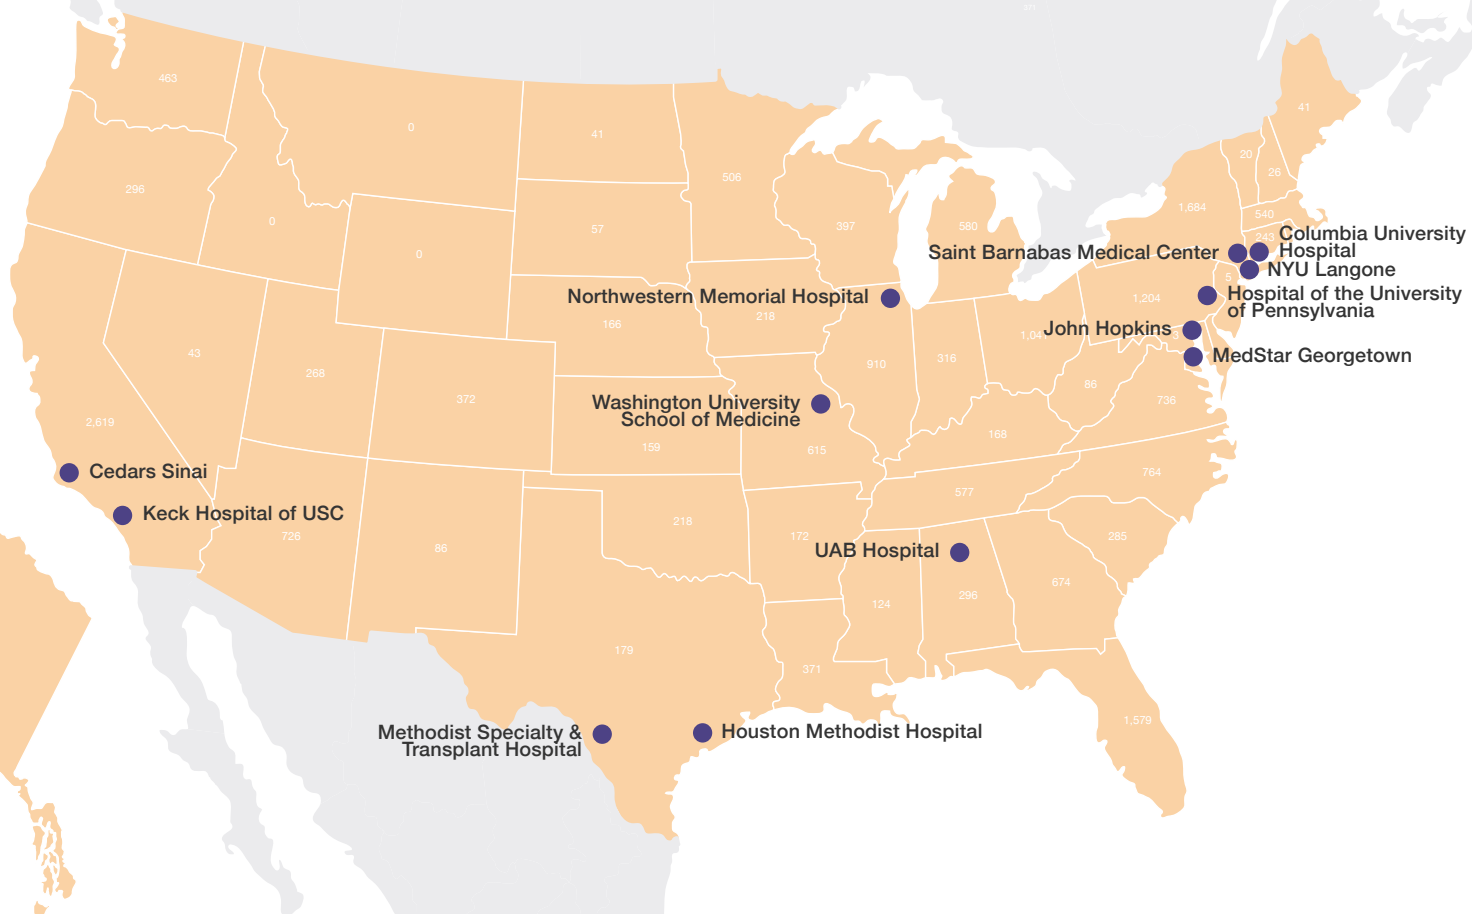 463
0
41
506
41
20
26
296
0
0
57
397
580
1,684
540
243
Columbia University
Hospital
Saint Barnabas Medical Center
NYU Langone
5
Northwestern Memorial Hospital
1,204
Hospital of the University
of Pennsylvania
166
218
John Hopkins
43
910
316
MedStar Georgetown
268
372
86
736
Washington University
School of Medicine
2,619
159
615
168
764
Cedars Sinai
577
Keck Hospital of USC
726
86
218
172
285
UAB Hospital
674
124
296
179
371
1,579
Methodist Specialty &
Transplant Hospital
Houston Methodist Hospital